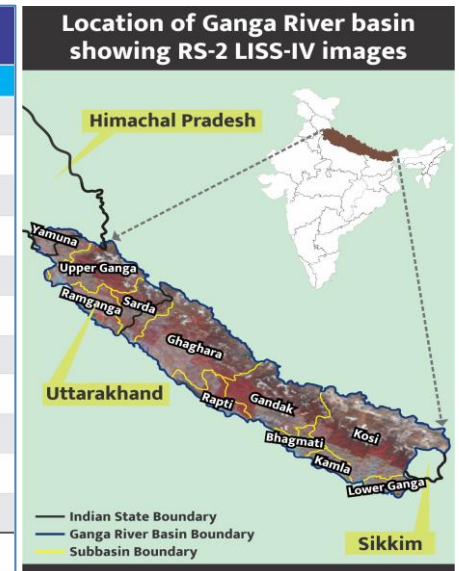 Location of Ganga River basin
showing RS-2 LISS-IV images
Himachal Pradesh
Yamuna
Upper Ganga
Ramganga
Sarda
Ghaghara
Uttarakhand
Rapti
Gandak
Bhagmati
Kosi
Kamla
Lower Ganga
Indian State Boundary
Ganga River Basin Boundary
Subbasin Boundary
Sikkim